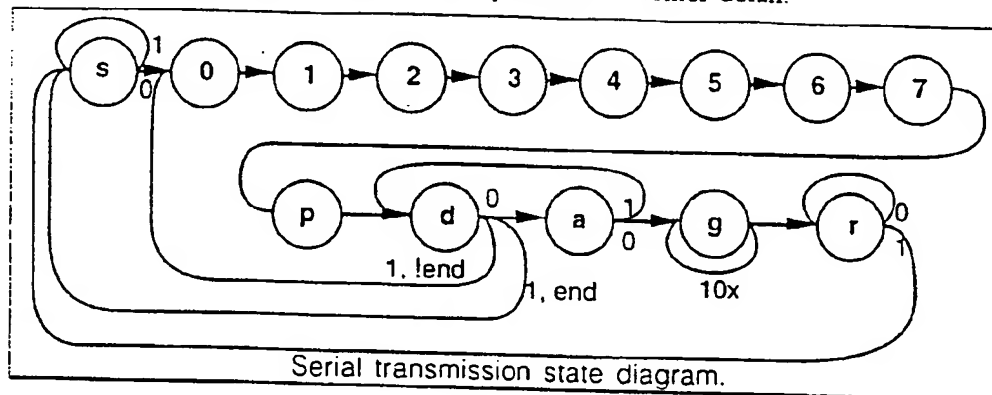 1
s 0 1 2 3 4 5 6 7
0
p d 0 a 1 g r 0
0 1
1, !end
1, end
10x
Serial transmission state diagram.